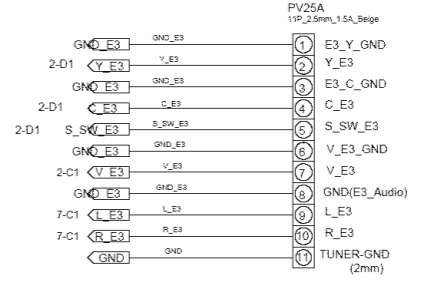 PV25A
11P_2.5mm_1.5A_Beige
GND_E3 GND_E3 1 E3_Y_GND
2-D1 Y_E3 Y_E3 2 Y_E3
GND_E3 GND_E3 3 E3_C_GND
2-D1 C_E3 C_E3 4 C_E3
2-D1 S_SW_E3 S_SW_E3 5 S_SW_E3
GND_E3 GND_E3 6 V_E3_GND
2-C1 V_E3 V_E3 7 V_E3
GND_E3 GND_E3 8 GND(E3_Audio)
7-C1 L_E3 L_E3 9 L_E3
7-C1 R_E3 R_E3 10 R_E3
GND GND 11 TUNER-GND
(2mm)